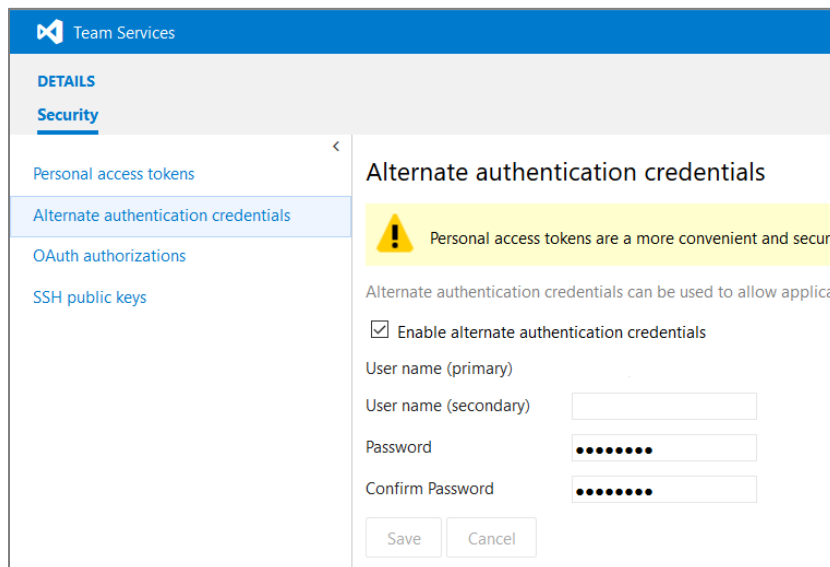 Team Services
DETAILS
Security
Personal access tokens
Alternate authentication credentials
OAuth authorizations
SSH public keys
Alternate authentication credentials
Personal access tokens are a more convenient and secur
Alternate authentication credentials can be used to allow applica
Enable alternate authentication credentials
User name (primary)
User name (secondary)
Password ••••••••
Confirm Password ••••••••
Save Cancel